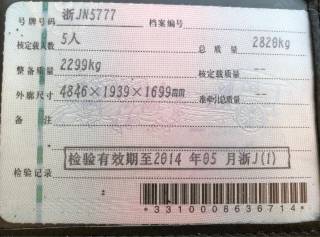 号牌号码 浙JN5777 档案编号
核定载人数 5人 总质量 2820kg
整备质量 2299kg 核定载质量 --
外廓尺寸 4846×1939×1699mm 准牵引总质量 --
备注
检验有效期至2014年05月浙J(1)
检验记录
*3310006636714*